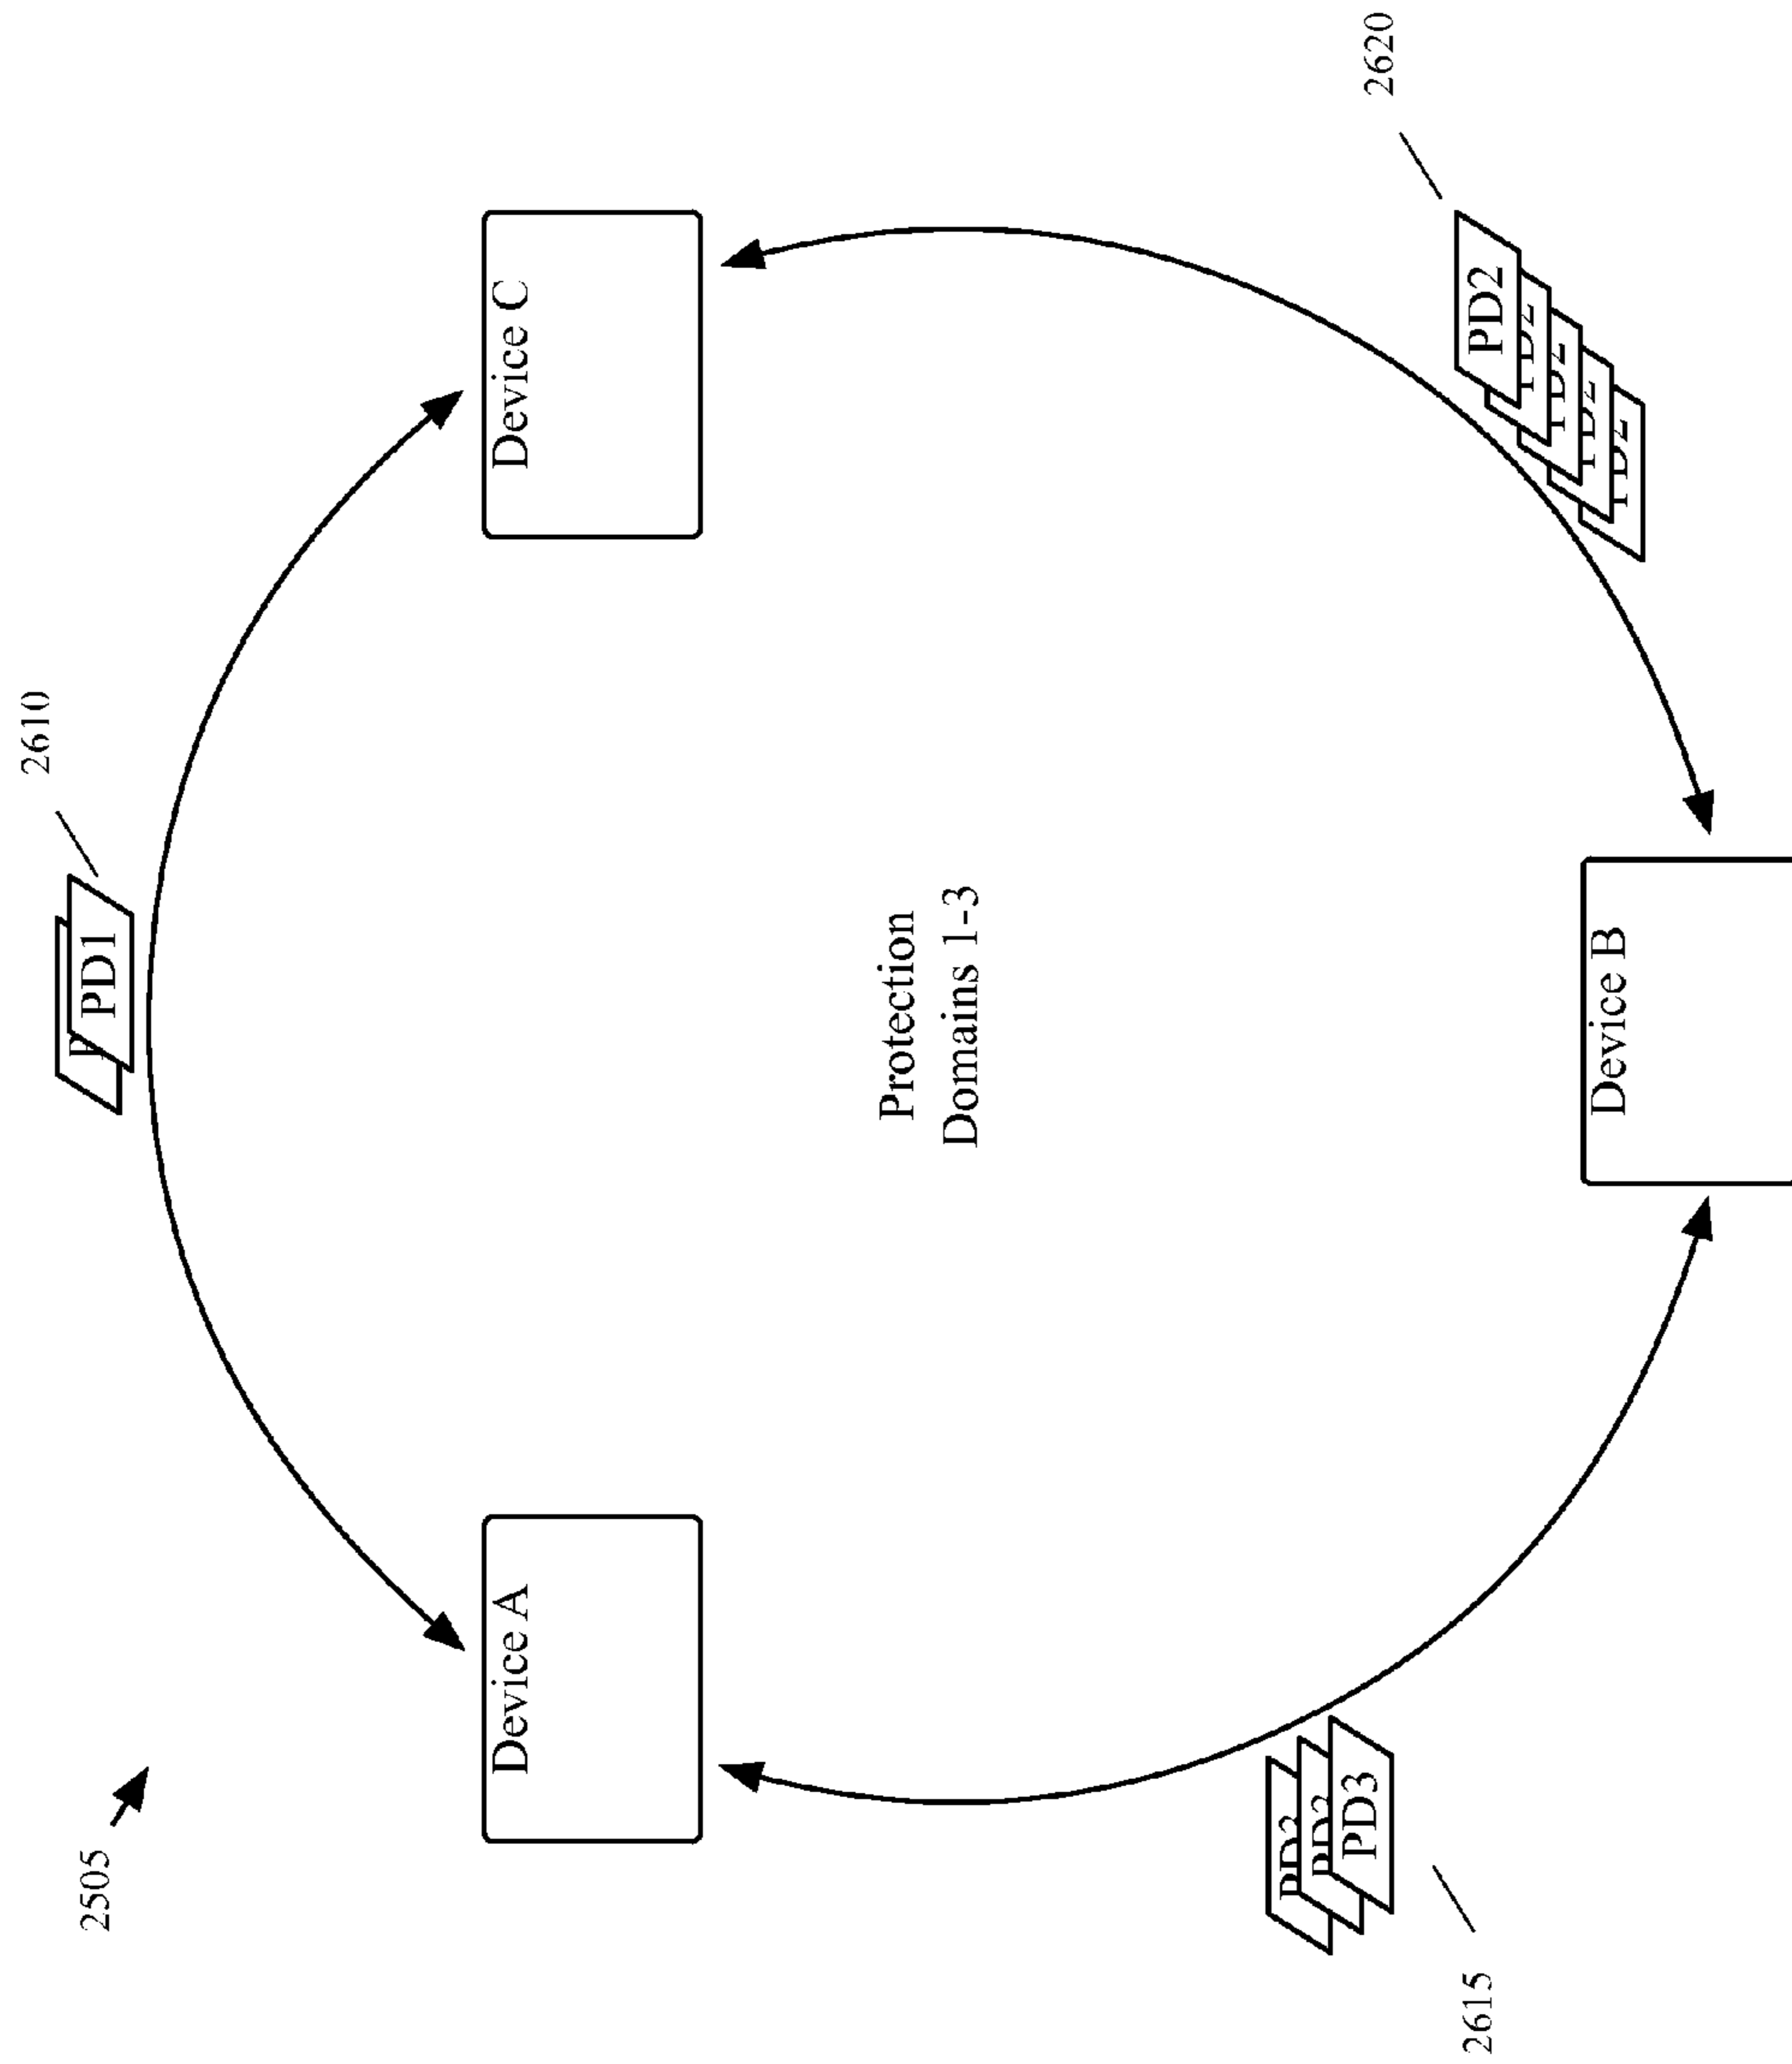 2610
2505
PD1
Device A
Device C
Protection
Domains 1-3
PD3
2620
2615
PD2
Device B